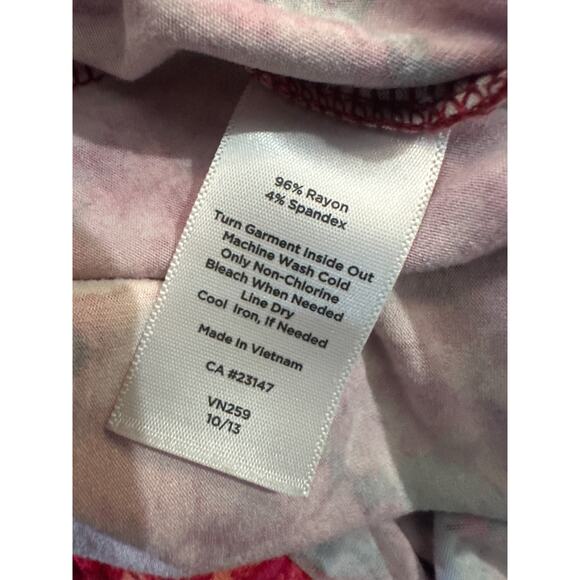 96% Rayon
4% Spandex
Turn Garment Inside Out
Machine Wash Cold
Only Non-Chlorine
Bleach When Needed
Line Dry
Cool Iron, If Needed
Made In Vietnam
CA #23147
VN259
10/13